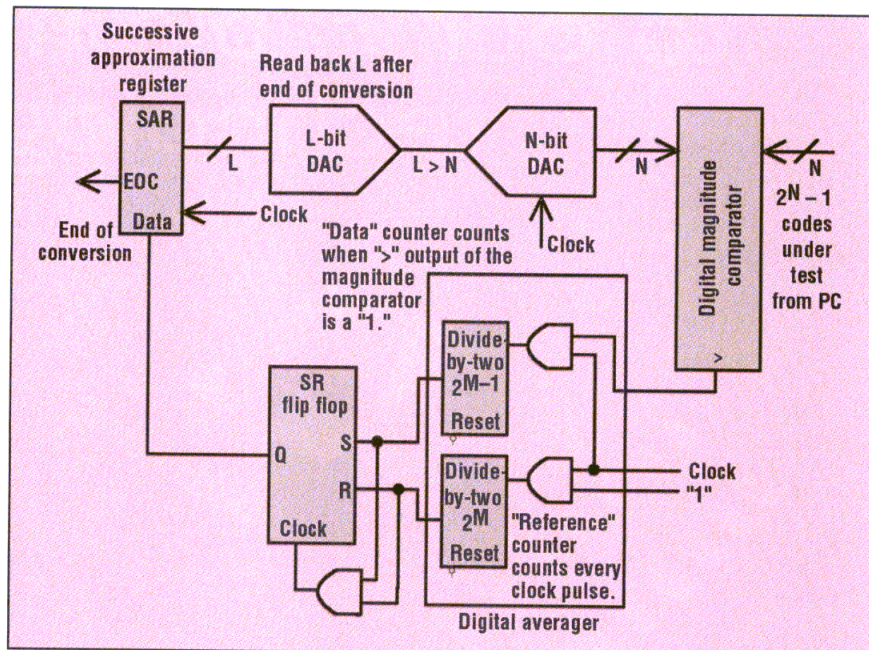 Successive
approximation
register
Read back L after
end of conversion
SAR
EOC
Data
L
L-bit
DAC
L > N
N-bit
DAC
N
Digital magnitude
comparator
>
N
2^N – 1
codes
under
test
from PC
End of
conversion
Clock
Clock
"Data" counter counts
when ">" output of the
magnitude
comparator
is a "1."
SR
flip flop
S
R
Q
Clock
Divide-
by-two
2^M–1
Reset
Divide-
by-two
2^M
Reset
Clock
"1"
"Reference"
counter
counts every
clock pulse.
Digital averager